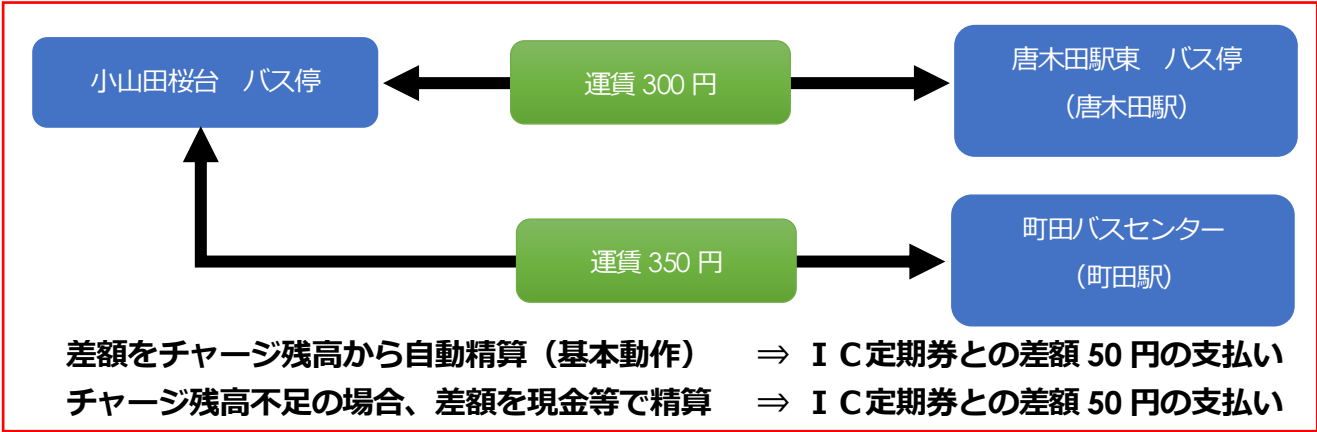 小山田桜台　バス停
運賃 300 円
唐木田駅東　バス停
（唐木田駅）
運賃 350 円
町田バスセンター
（町田駅）
差額をチャージ残高から自動精算（基本動作）　⇒ ＩＣ定期券との差額 50 円の支払い
チャージ残高不足の場合、差額を現金等で精算　⇒ ＩＣ定期券との差額 50 円の支払い